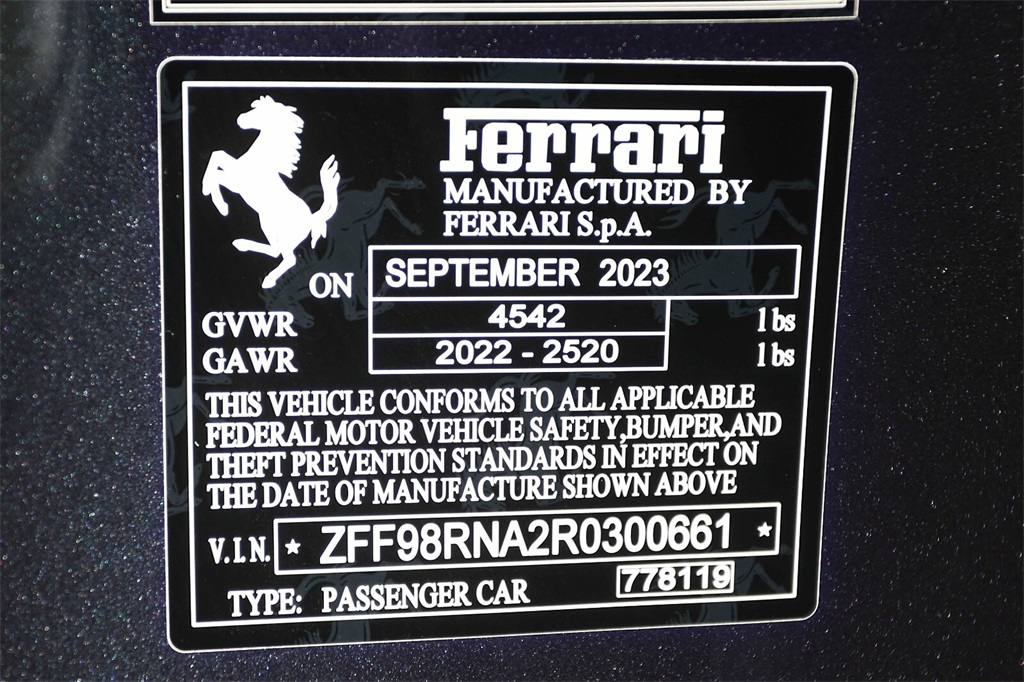 Ferrari
MANUFACTURED BY
FERRARI S.p.A.
ON SEPTEMBER 2023
GVWR 4542 lbs
GAWR 2022 - 2520 lbs
THIS VEHICLE CONFORMS TO ALL APPLICABLE
FEDERAL MOTOR VEHICLE SAFETY,BUMPER,AND
THEFT PREVENTION STANDARDS IN EFFECT ON
THE DATE OF MANUFACTURE SHOWN ABOVE
V.I.N. * ZFF98RNA2R0300661 *
TYPE: PASSENGER CAR 778119